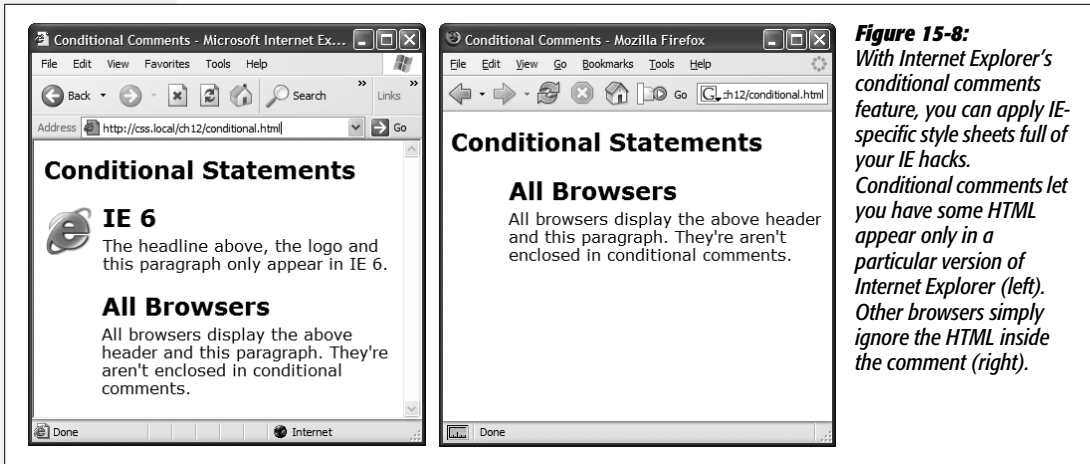 Conditional Comments - Microsoft Internet Ex...
File Edit View Favorites Tools Help
Back Search » Links »
Address http://css.local/ch12/conditional.html Go
Conditional Statements
IE 6
The headline above, the logo and
this paragraph only appear in IE 6.
All Browsers
All browsers display the above
header and this paragraph. They're
aren't enclosed in conditional
comments.
Done Internet
Conditional Comments - Mozilla Firefox
File Edit View Go Bookmarks Tools Help
Go G, :h12/conditional.html
Conditional Statements
All Browsers
All browsers display the above header
and this paragraph. They're aren't
enclosed in conditional comments.
Done
Figure 15-8:
With Internet Explorer's
conditional comments
feature, you can apply IE-
specific style sheets full of
your IE hacks.
Conditional comments let
you have some HTML
appear only in a
particular version of
Internet Explorer (left).
Other browsers simply
ignore the HTML inside
the comment (right).